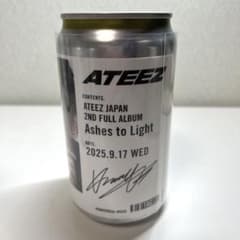 ATEEZ
CONTENTS.
ATEEZ JAPAN
2ND FULL ALBUM
Ashes to Light
DATE.
2025.9.17 WED